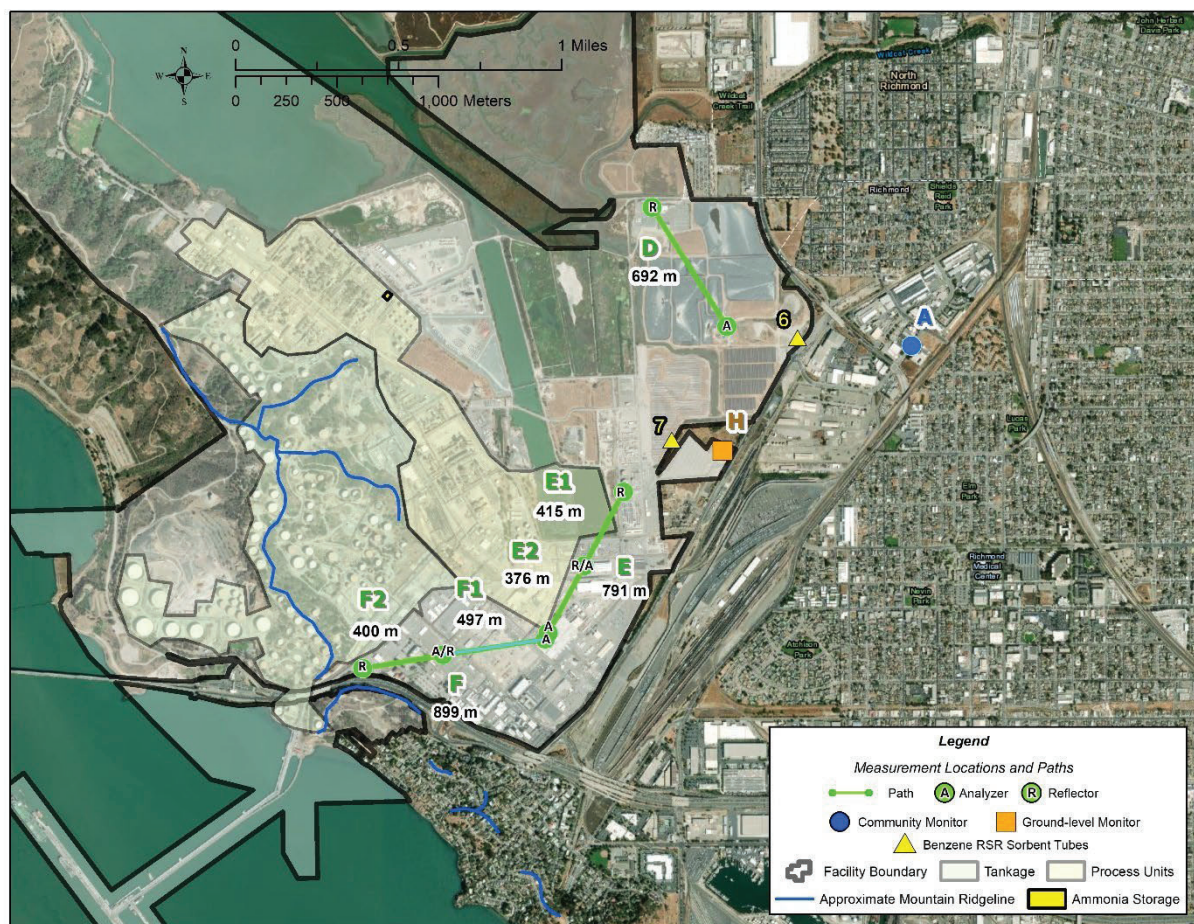 John Herbert
Davis Park
Wildcat Creek
North
Richmond
Wildcat
Creek Trail
N
W E
S
0 0.5 1 Miles
0 250 500 1,000 Meters
Richmond
Shields
Reid
Park
R
D
692 m
A
6
A
7
H
Lucas
Park
E1
415 m
R
Elm
Park
E2
376 m
R/A
E
791 m
Richmond
Medical
Center
Nevin
Park
F1
497 m
F2
400 m
A
A
A/R
R
Atchison
Park
F
899 m
Legend
Measurement Locations and Paths
Path A Analyzer R Reflector
Community Monitor Ground-level Monitor
Benzene RSR Sorbent Tubes
Facility Boundary Tankage Process Units
Approximate Mountain Ridgeline Ammonia Storage